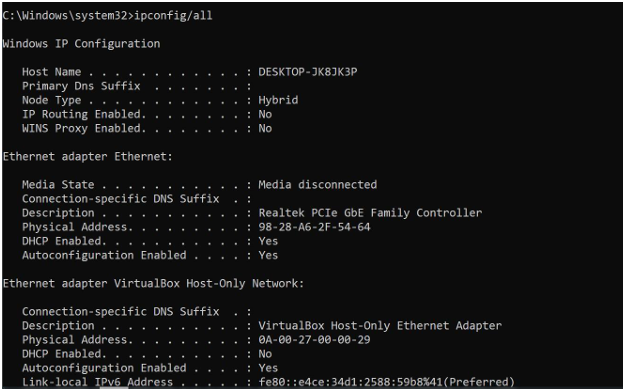 C:\Windows\system32>ipconfig/all
Windows IP Configuration
Host Name . . . . . . . . . . . . : DESKTOP-JK8JK3P
Primary Dns Suffix  . . . . . . . :
Node Type . . . . . . . . . . . . : Hybrid
IP Routing Enabled. . . . . . . . : No
WINS Proxy Enabled. . . . . . . . : No
Ethernet adapter Ethernet:
Media State . . . . . . . . . . . : Media disconnected
Connection-specific DNS Suffix  . :
Description . . . . . . . . . . . : Realtek PCIe GbE Family Controller
Physical Address. . . . . . . . . : 98-28-A6-2F-54-64
DHCP Enabled. . . . . . . . . . . : Yes
Autoconfiguration Enabled . . . . : Yes
Ethernet adapter VirtualBox Host-Only Network:
Connection-specific DNS Suffix  . :
Description . . . . . . . . . . . : VirtualBox Host-Only Ethernet Adapter
Physical Address. . . . . . . . . : 0A-00-27-00-00-29
DHCP Enabled. . . . . . . . . . . : No
Autoconfiguration Enabled . . . . : Yes
Link-local IPv6 Address . . . . . : fe80::e4ce:34d1:2588:59b8%41(Preferred)